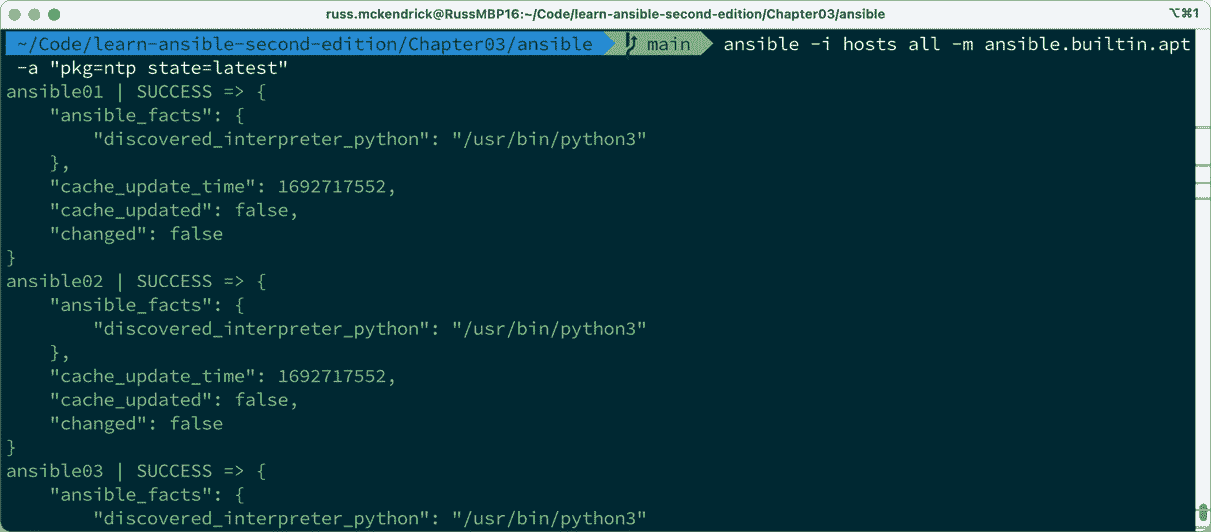 russ.mckendrick@RussMBP16:~/Code/learn-ansible-second-edition/Chapter03/ansible ⌥⌘1
~/Code/learn-ansible-second-edition/Chapter03/ansible main ansible -i hosts all -m ansible.builtin.apt
-a "pkg=ntp state=latest"
ansible01 | SUCCESS => {
    "ansible_facts": {
        "discovered_interpreter_python": "/usr/bin/python3"
    },
    "cache_update_time": 1692717552,
    "cache_updated": false,
    "changed": false
}
ansible02 | SUCCESS => {
    "ansible_facts": {
        "discovered_interpreter_python": "/usr/bin/python3"
    },
    "cache_update_time": 1692717552,
    "cache_updated": false,
    "changed": false
}
ansible03 | SUCCESS => {
    "ansible_facts": {
        "discovered_interpreter_python": "/usr/bin/python3"